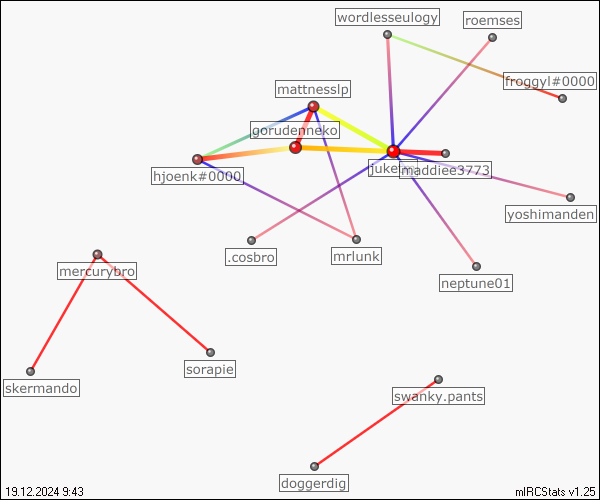 wordlesseulogy
roemses
froggyl#0000
mattnesslp
gorudenneko
maddiee3773
hjoenk#0000
yoshimanden
.cosbro
mrlunk
mercurybro
neptune01
sorapie
skermando
swanky.pants
doggerdig
19.12.2024 9:43
mIRCStats v1.25